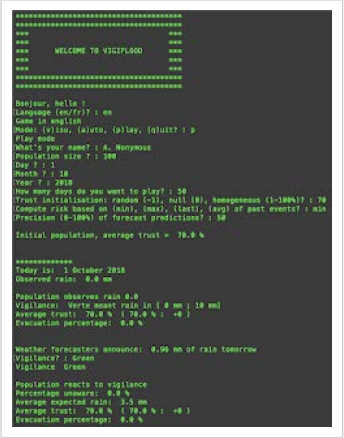 ************************************
************************************
*** ***
*** ***
*** WELCOME TO VIGIFLOOD ***
*** ***
*** ***
************************************
************************************
Bonjour, hello !
Language (en/fr)? : en
Game in english
Mode: (v)isu, (a)uto, (p)lay, (q)uit? : p
Play mode
What's your name? : A. Nonymous
Population size ? : 100
Day ? : 1
Month ? : 10
Year ? : 2018
How many days do you want to play? : 50
Trust initialisation: random (-1), null (0), homogeneous (1-100%)? : 70
Compute risk based on (min), (max), (last), (avg) of past events? : min
Precision (0-100%) of forecast predictions? : 50
Initial population, average trust = 70.0 %
*************
Today is: 1 October 2018
Observed rain: 0.0 mm
Population observes rain 0.0
Vigilance: Verte meant rain in [ 0 mm ; 10 mm]
Average trust: 70.0 % ( 70.0 % : +0 )
Evacuation percentage: 0.0 %
Weather forecasters announce: 0.96 mm of rain tomorrow
Vigilance? : Green
Vigilance Green
Population reacts to vigilance
Percentage unaware: 0.0 %
Average expected rain: 3.5 mm
Average trust: 70.0 % ( 70.0 % : +0 )
Evacuation percentage: 0.0 %